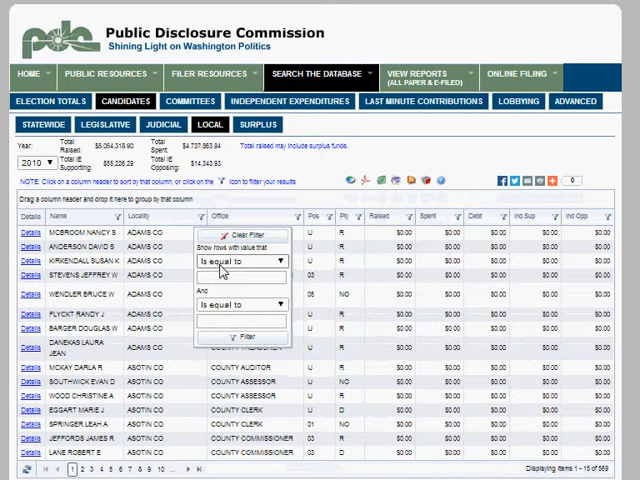 pdc Public Disclosure Commission
Shining Light on Washington Politics
HOME PUBLIC RESOURCES FILER RESOURCES SEARCH THE DATABASE VIEW REPORTS (ALL PAPER & E-FILED) ONLINE FILING
ELECTION TOTALS CANDIDATES COMMITTEES INDEPENDENT EXPENDITURES LAST MINUTE CONTRIBUTIONS LOBBYING ADVANCED
STATEWIDE LEGISLATIVE JUDICIAL LOCAL SURPLUS
Year: Total Raised: Total Spent: $4,737,863.94 Total raised may include surplus funds.
2010 Total IE Supporting: $55,226.29 Total IE Opposing: $14,343.93
NOTE: Click on a column header to sort by that column, or click on the icon to filter your results 0
Drag a column header and drop it here to group by that column
Details Name Locality Office Pos Pty Raised Spent Debt Ind Sup Ind Opp
Details MCBROOM NANCY S ADAMS CO U R $0.00 $0.00 $0.00 $0.00 $0.00
Details ANDERSON DAVID S ADAMS CO U R $0.00 $0.00 $0.00 $0.00 $0.00
Details KIRKENDALL SUSAN K ADAMS CO U R $0.00 $0.00 $0.00 $0.00 $0.00
Details STEVENS JEFFREY W ADAMS CO 03 R $0.00 $0.00 $0.00 $0.00 $0.00
Details WENDLER BRUCE W ADAMS CO NO $0.00 $0.00 $0.00 $0.00 $0.00
Details FLYCKT RANDY J ADAMS CO U R $0.00 $0.00 $0.00 $0.00 $0.00
Details BARGER DOUGLAS W ADAMS CO U R $0.00 $0.00 $0.00 $0.00 $0.00
Details DANEKAS LAURA JEAN ADAMS CO COUNTY TREASURER U R $0.00 $0.00 $0.00 $0.00 $0.00
Details MCKAY DARLA R ASOTIN CO COUNTY AUDITOR U R $0.00 $0.00 $0.00 $0.00 $0.00
Details SOUTHWICK EVAN D ASOTIN CO COUNTY ASSESSOR U NO $0.00 $0.00 $0.00 $0.00 $0.00
Details WOOD CHRISTINE A ASOTIN CO COUNTY ASSESSOR U R $0.00 $0.00 $0.00 $0.00 $0.00
Details EGGART MARIE J ASOTIN CO COUNTY CLERK U D $0.00 $0.00 $0.00 $0.00 $0.00
Details SPRINGER LEAH A ASOTIN CO COUNTY CLERK 01 NO $0.00 $0.00 $0.00 $0.00 $0.00
Details JEFFORDS JAMES R ASOTIN CO COUNTY COMMISSIONER 03 R $0.00 $0.00 $0.00 $0.00 $0.00
Details LANE ROBERT E ASOTIN CO COUNTY COMMISSIONER 03 D $0.00 $0.00 $0.00 $0.00 $0.00
Clear Filter
Show rows with value that
Is equal to
And
Is equal to
Filter
1 2 3 4 5 6 7 8 9 10 ... Displaying items 1 - 15 of 569